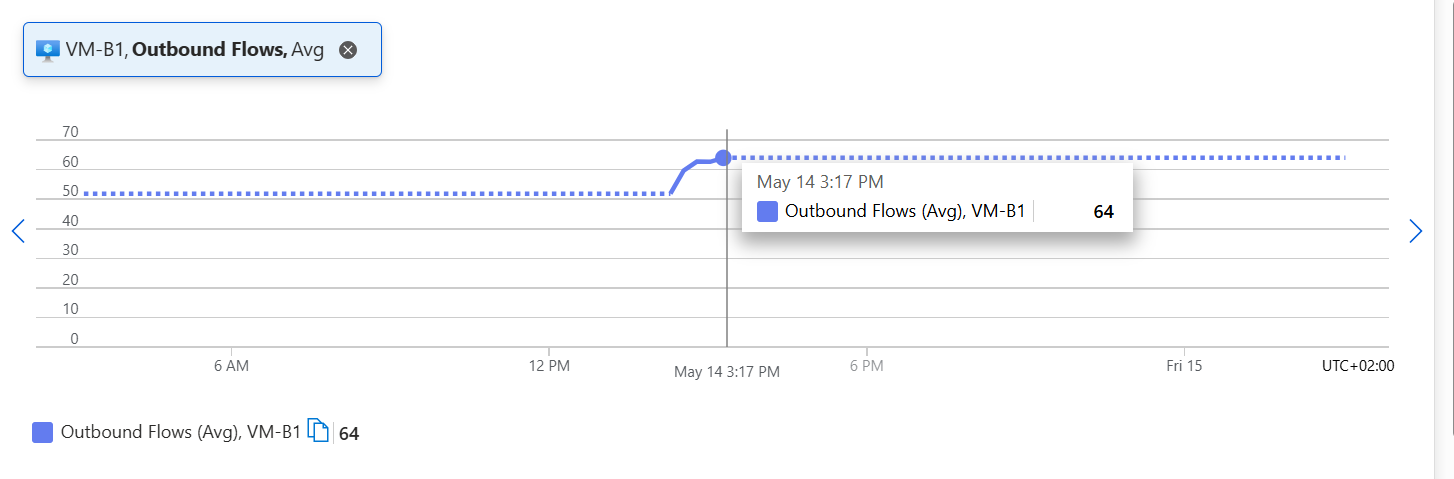 VM-B1, Outbound Flows, Avg
70
60
50
40
30
20
10
0
May 14 3:17 PM
Outbound Flows (Avg), VM-B1 64
6 AM 12 PM May 14 3:17 PM 6 PM Fri 15 UTC+02:00
Outbound Flows (Avg), VM-B1 64